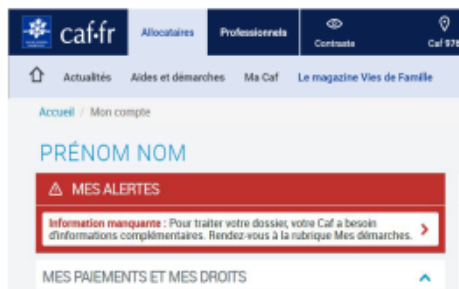 caf·fr Allocataires Professionnels Contraste Caf 976
Actualités Aides et démarches Ma Caf Le magazine Vies de Famille
Accueil / Mon compte
PRÉNOM NOM
MES ALERTES
Information manquante : Pour traiter votre dossier, votre Caf a besoin
d'informations complémentaires. Rendez-vous à la rubrique Mes démarches.
MES PAIEMENTS ET MES DROITS